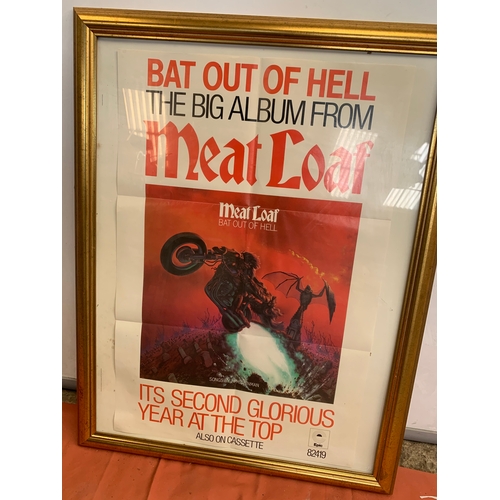 BAT OUT OF HELL
THE BIG ALBUM FROM
Meat Loaf
Meat Loaf
BAT OUT OF HELL
ITS SECOND GLORIOUS
YEAR AT THE TOP
ALSO ON CASSETTE
Epic
82419